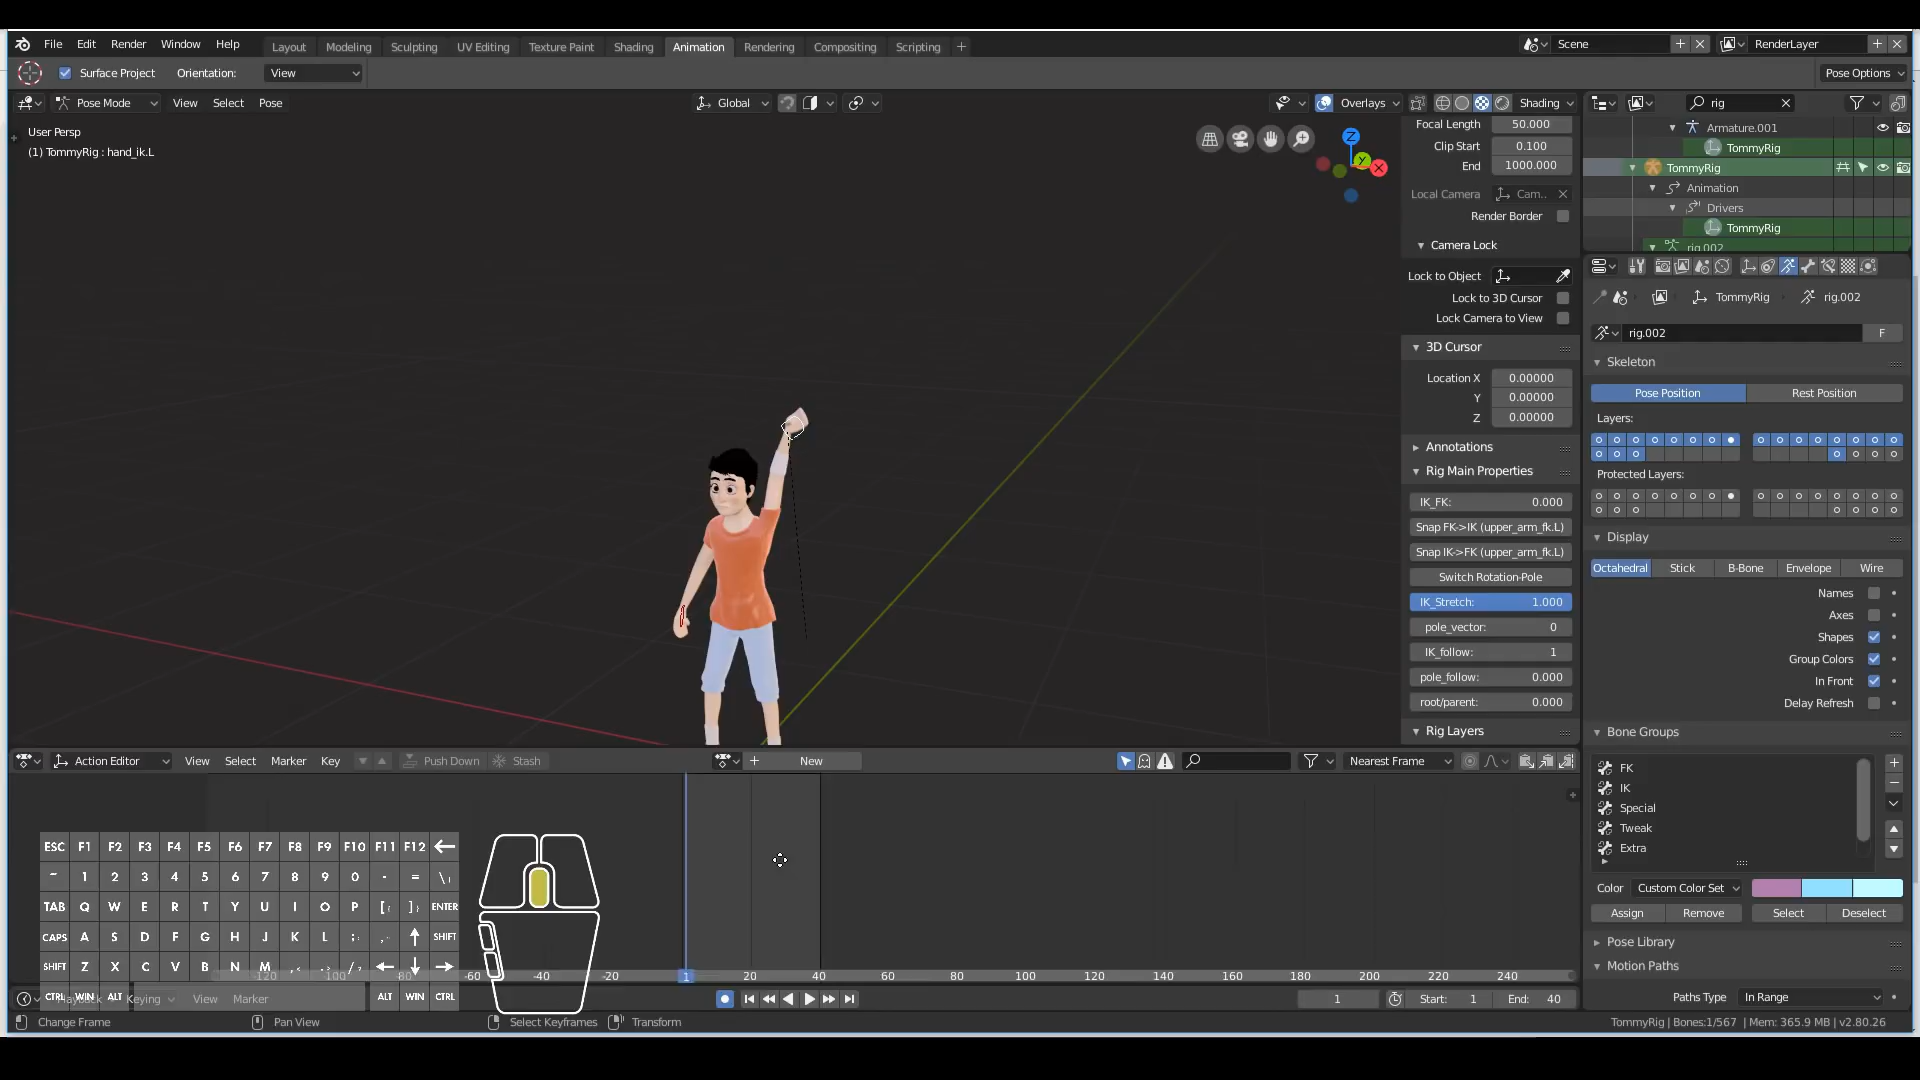 File Edit Render Window Help Layout Modeling Sculpting UV Editing Texture Paint Shading Animation Rendering Compositing Scripting + Scene RenderLayer
Surface Project Orientation: View Pose Options
Pose Mode View Select Pose Global Overlays Shading rig
User Persp
(1) TommyRig : hand_ik.L
Z
Y
X
Focal Length 50.000
Clip Start 0.100
End 1000.000
Local Camera Cam..
Render Border
Camera Lock
Lock to Object
Lock to 3D Cursor
Lock Camera to View
3D Cursor
Location X 0.00000
Y 0.00000
Z 0.00000
Annotations
Rig Main Properties
IK_FK: 0.000
Snap FK->IK (upper_arm_fk.L)
Snap IK->FK (upper_arm_fk.L)
Switch Rotation-Pole
IK_Stretch: 1.000
pole_vector: 0
IK_follow: 1
pole_follow: 0.000
root/parent: 0.000
Rig Layers
Armature.001
TommyRig
TommyRig
Animation
Drivers
TommyRig
rig.002
TommyRig rig.002
rig.002 F
Skeleton
Pose Position Rest Position
Layers:
Protected Layers:
Display
Octahedral Stick B-Bone Envelope Wire
Names
Axes
Shapes
Group Colors
In Front
Delay Refresh
Bone Groups
FK
IK
Special
Tweak
Extra
Color Custom Color Set
Assign Remove Select Deselect
Pose Library
Motion Paths
Paths Type In Range
Action Editor View Select Marker Key Push Down Stash + New Nearest Frame
ESC F1 F2 F3 F4 F5 F6 F7 F8 F9 F10 F11 F12
~ 1 2 3 4 5 6 7 8 9 0 - = \|
TAB Q W E R T Y U I O P [{ ]} ENTER
CAPS A S D F G H J K L ;: SHIFT
SHIFT Z X C V B N M
CTRL WIN ALT ALT WIN CTRL
-120 -100 -80 -60 -40 -20 1 20 40 60 80 100 120 140 160 180 200 220 240
Playback Keying View Marker 1 Start: 1 End: 40
Change Frame Pan View Select Keyframes Transform TommyRig | Bones:1/567 | Mem: 365.9 MB | v2.80.26